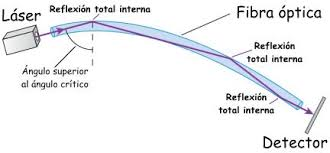 Láser
Reflexión total interna
Fibra óptica
Reflexión
total interna
Ángulo superior
al ángulo crítico
Reflexión
total interna
Detector